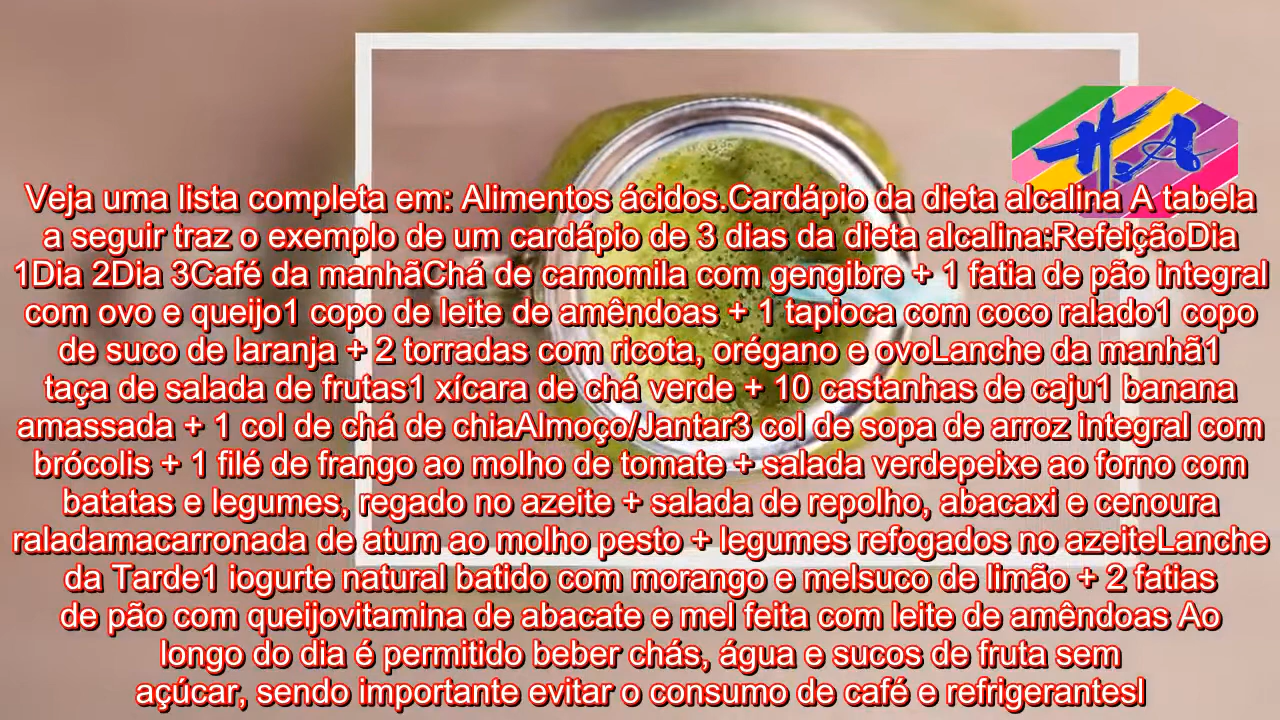 H.A
Veja uma lista completa em: Alimentos ácidos.Cardápio da dieta alcalina A tabela
a seguir traz o exemplo de um cardápio de 3 dias da dieta alcalina:RefeiçãoDia
1Dia 2Dia 3Café da manhãChá de camomila com gengibre + 1 fatia de pão integral
com ovo e queijo1 copo de leite de amêndoas + 1 tapioca com coco ralado1 copo
de suco de laranja + 2 torradas com ricota, orégano e ovoLanche da manhã1
taça de salada de frutas1 xícara de chá verde + 10 castanhas de caju1 banana
amassada + 1 col de chá de chiaAlmoço/Jantar3 col de sopa de arroz integral com
brócolis + 1 filé de frango ao molho de tomate + salada verdepeixe ao forno com
batatas e legumes, regado no azeite + salada de repolho, abacaxi e cenoura
raladamacarronada de atum ao molho pesto + legumes refogados no azeiteLanche
da Tarde1 iogurte natural batido com morango e melsuco de limão + 2 fatias
de pão com queijovitamina de abacate e mel feita com leite de amêndoas Ao
longo do dia é permitido beber chás, água e sucos de fruta sem
açúcar, sendo importante evitar o consumo de café e refrigerantesl